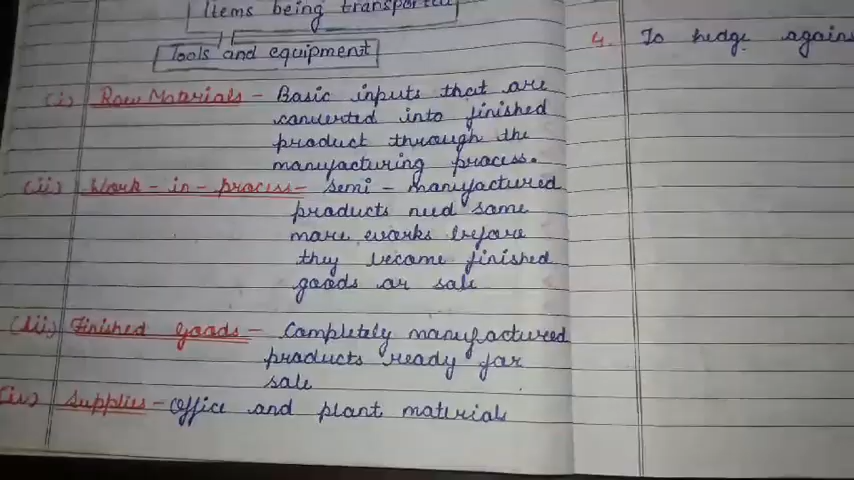 Items being transported
Tools and equipment
(i) Raw Materials - Basic inputs that are
converted into finished
product through the
manufacturing process.
(ii) Work-in-process- semi-manufactured
products need some
more works before
they become finished
goods or sale
(iii) Finished goods - Completely manufactured
products ready for
sale
(iv) Supplies - Office and plant materials
4. To hedge agains